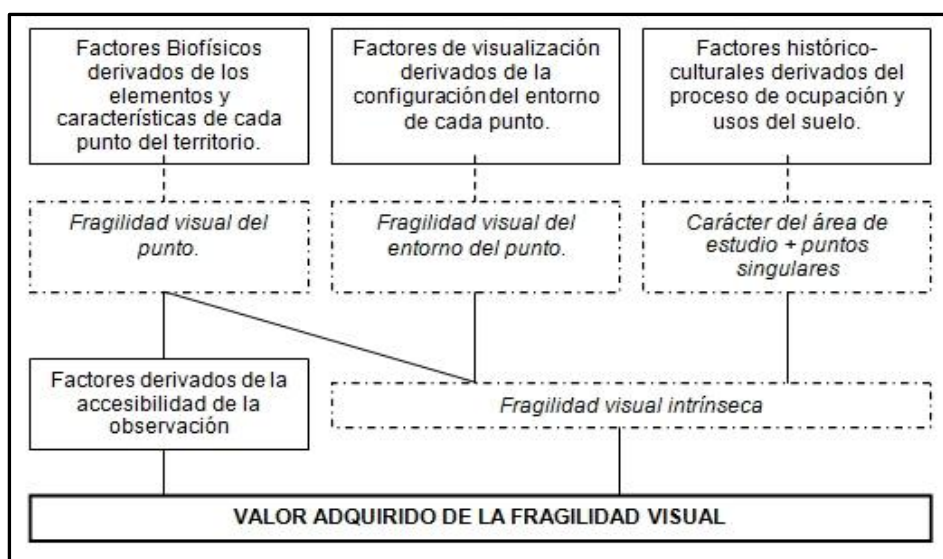 Factores Biofísicos
derivados de los
elementos y
características de cada
punto del territorio.
Factores de visualización
derivados de la
configuración del entorno
de cada punto.
Factores histórico-
culturales derivados del
proceso de ocupación y
usos del suelo.
Fragilidad visual del
punto.
Fragilidad visual del
entorno del punto.
Carácter del área de
estudio + puntos
singulares
Factores derivados de la
accesibilidad de la
observación
Fragilidad visual intrínseca
VALOR ADQUIRIDO DE LA FRAGILIDAD VISUAL